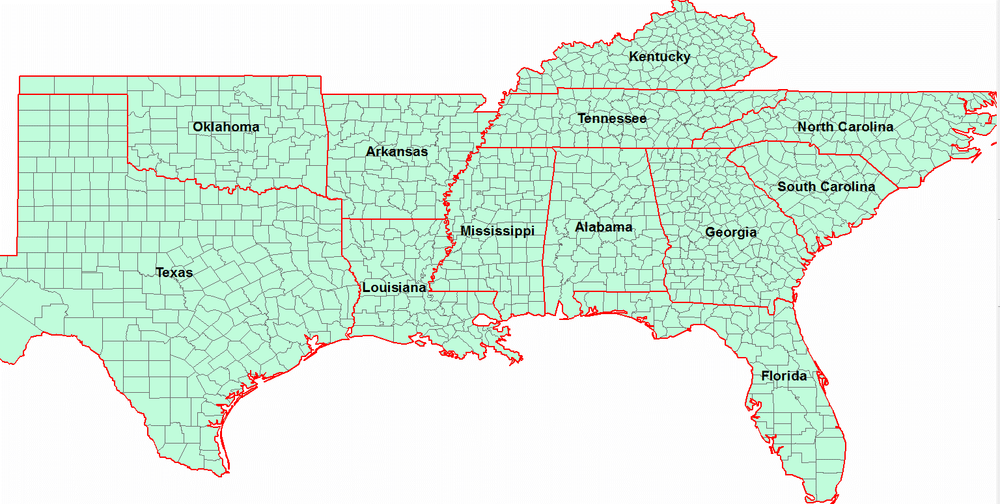 Kentucky
Tennessee
Oklahoma
North Carolina
Arkansas
South Carolina
Mississippi
Alabama
Georgia
Texas
Louisiana
Florida